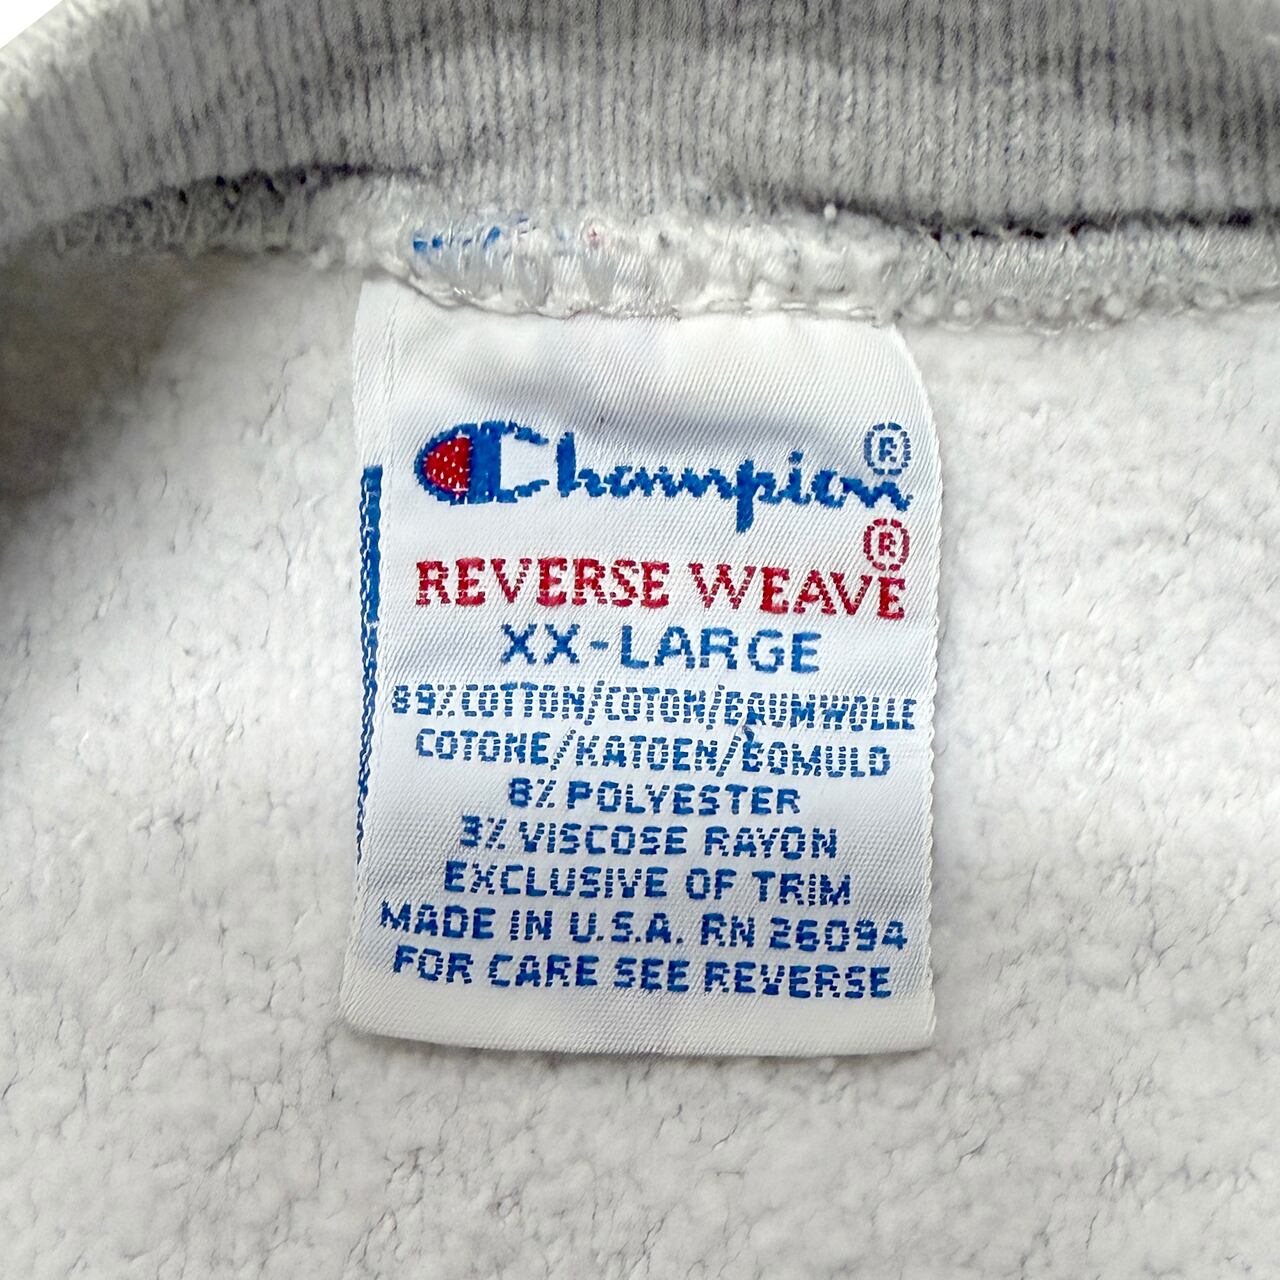 Champion®
REVERSE WEAVE®
XX-LARGE
89% COTTON/COTON/BAUMWOLLE
COTONE/KATOEN/BOMULD
8% POLYESTER
3% VISCOSE RAYON
EXCLUSIVE OF TRIM
MADE IN U.S.A. RN 26094
FOR CARE SEE REVERSE